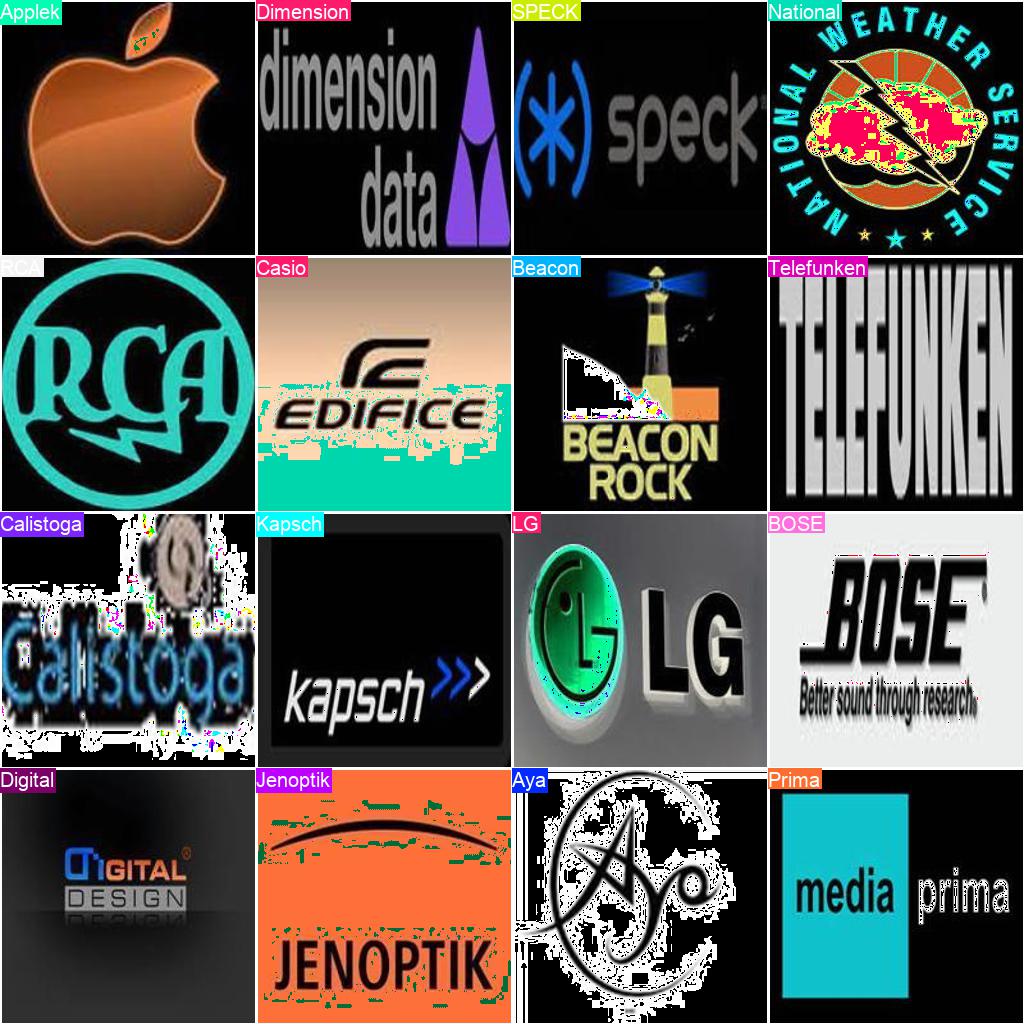 Applek
Dimension
SPECK
National
dimension
data
speck
NATIONAL WEATHER SERVICE
RCA
Casio
Beacon
Telefunken
RCA
EDIFICE
BEACON
ROCK
TELEFUNKEN
Calistoga
Kapsch
LG
BOSE
Calistoga
kapsch
LG
BOSE
Better sound through research.
Digital
Jenoptik
Aya
Prima
DIGITAL
DESIGN
JENOPTIK
Aya
media prima